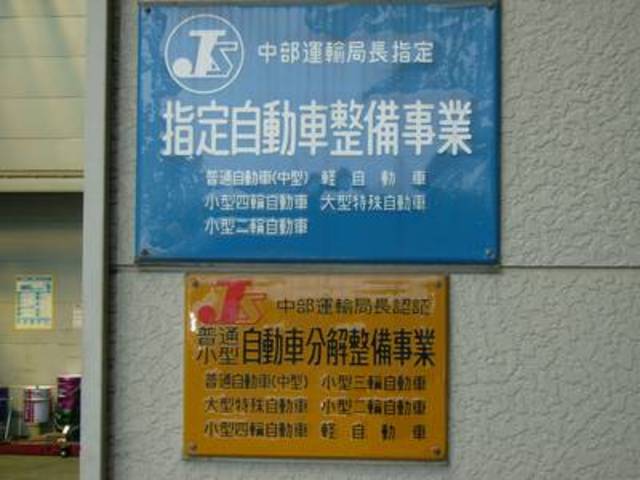 JS 中部運輸局長指定
指定自動車整備事業
普通自動車(中型) 軽自動車
小型四輪自動車 大型特殊自動車
小型二輪自動車
JS 中部運輸局長認証
普通小型 自動車分解整備事業
普通自動車(中型) 小型三輪自動車
大型特殊自動車 小型二輪自動車
小型四輪自動車 軽自動車